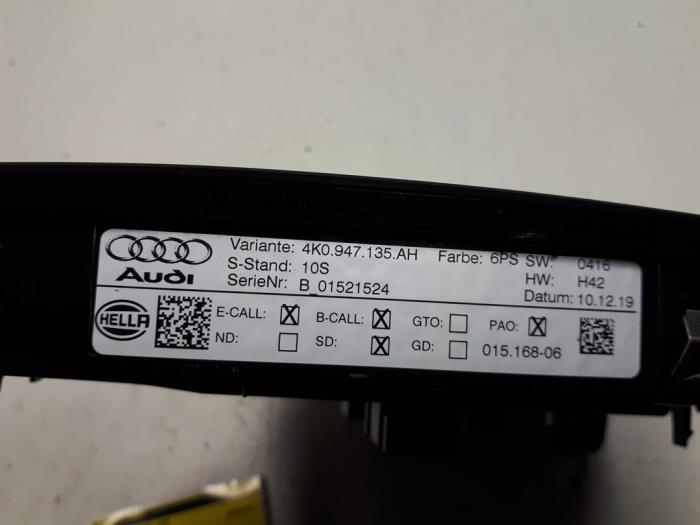 Variante: 4K0.947.135.AH Farbe: 6PS SW: 0416
Audi S-Stand: 10S HW: H42
SerieNr: B_01521524 Datum: 10.12.19
HELLA E-CALL: ☒ B-CALL: ☒ GTO: ☐ PAO: ☒
ND: ☐ SD: ☒ GD: ☐ 015.168-06